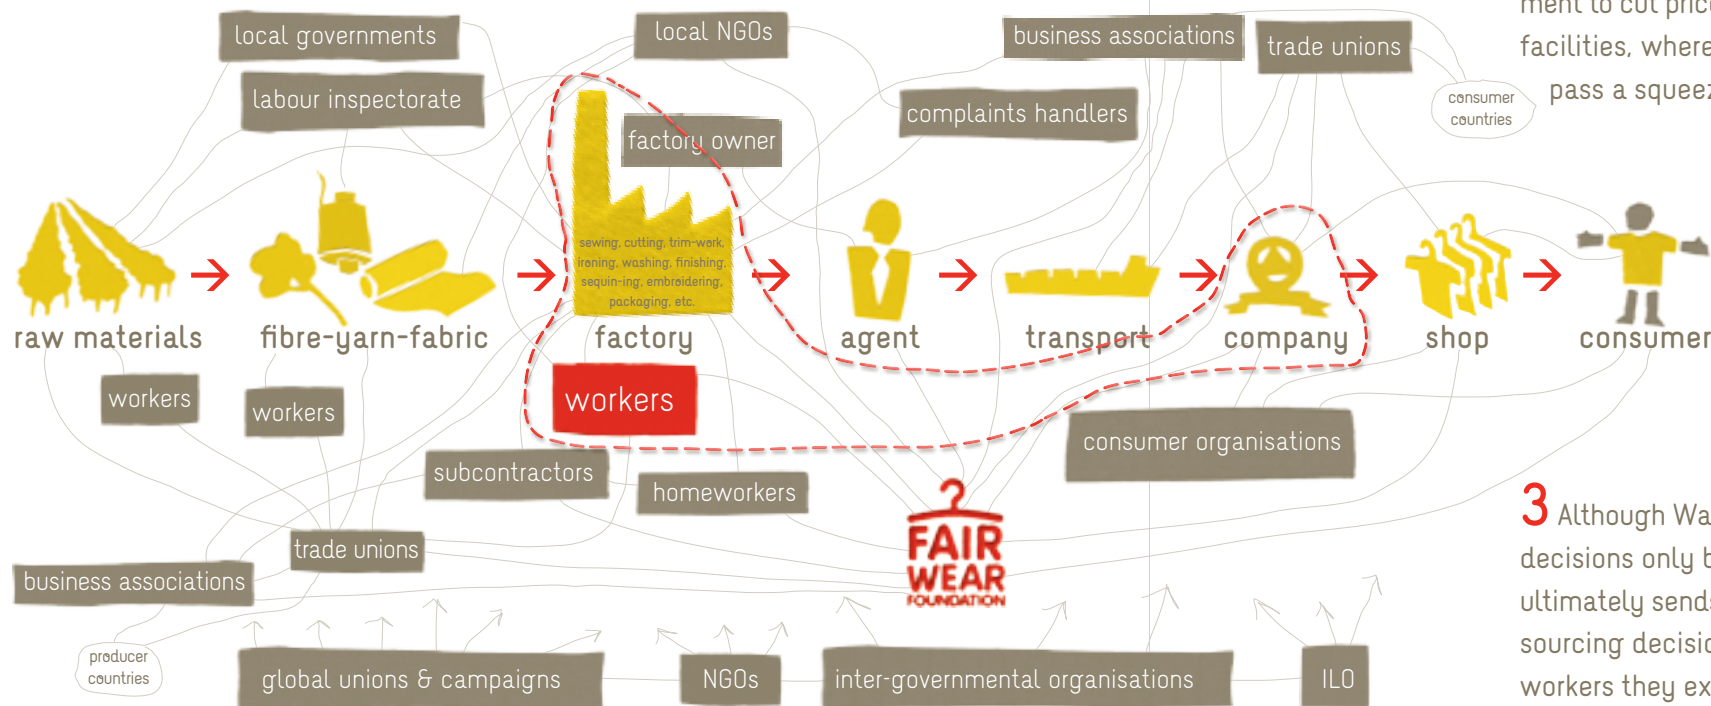 local governments
local NGOs
business associations
trade unions
ment to cut price
facilities, where
pass a squeez
labour inspectorate
complaints handlers
consumer
countries
factory owner
sewing, cutting, trim-work,
ironing, washing, finishing,
sequin-ing, embroidering,
packaging, etc.
raw materials
fibre-yarn-fabric
factory
agent
transport
company
shop
consumer
workers
workers
workers
consumer organisations
subcontractors
homeworkers
FAIR
WEAR
FOUNDATION
trade unions
business associations
producer
countries
global unions & campaigns
NGOs
inter-governmental organisations
ILO
3 Although Wa
decisions only b
ultimately sends
sourcing decisio
workers they ex